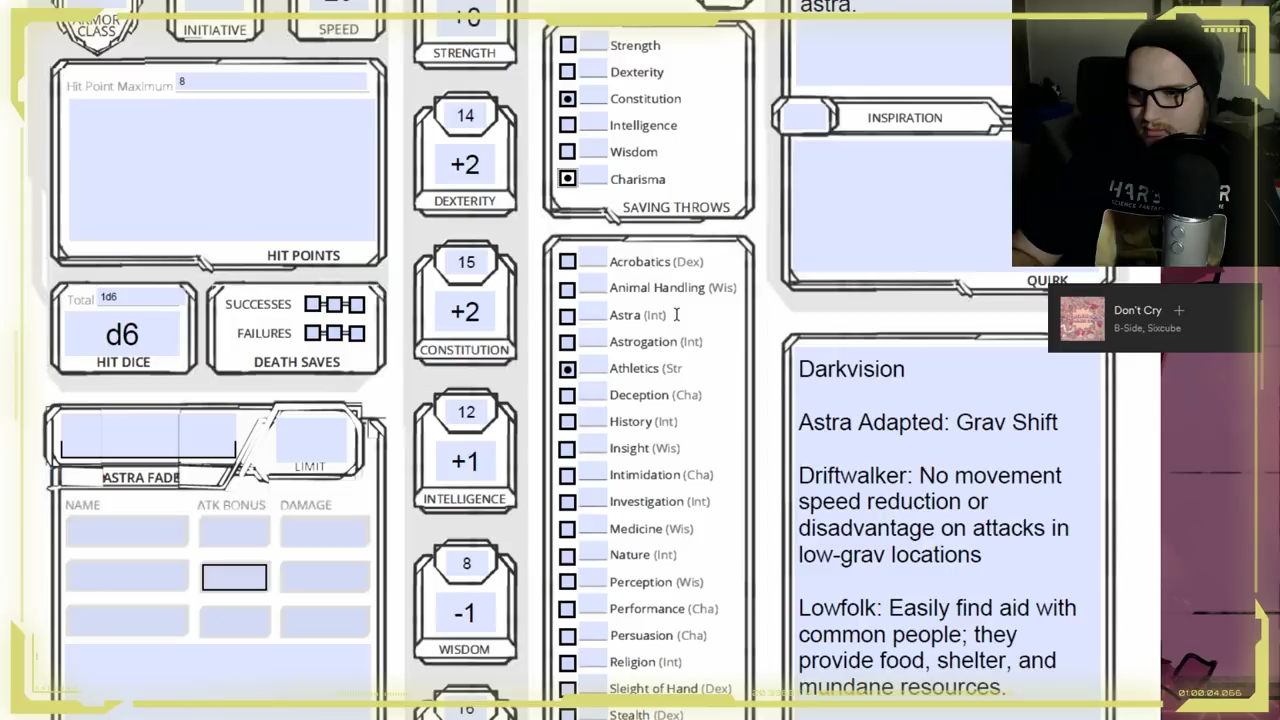 astra.
ARMOR
CLASS
INITIATIVE
SPEED
STRENGTH
Hit Point Maximum 8
HIT POINTS
Total 1d6
d6
HIT DICE
SUCCESSES
FAILURES
DEATH SAVES
LIMIT
ASTRA FADE
NAME ATK BONUS DAMAGE
14
+2
DEXTERITY
15
+2
CONSTITUTION
12
+1
INTELLIGENCE
8
-1
WISDOM
16
Strength
Dexterity
Constitution
Intelligence
Wisdom
Charisma
SAVING THROWS
Acrobatics (Dex)
Animal Handling (Wis)
Astra (Int)
Astrogation (Int)
Athletics (Str
Deception (Cha)
History (Int)
Insight (Wis)
Intimidation (Cha)
Investigation (Int)
Medicine (Wis)
Nature (Int)
Perception (Wis)
Performance (Cha)
Persuasion (Cha)
Religion (Int)
Sleight of Hand (Dex)
Stealth (Dex)
INSPIRATION
QUIRK
Darkvision
Astra Adapted: Grav Shift
Driftwalker: No movement
speed reduction or
disadvantage on attacks in
low-grav locations
Lowfolk: Easily find aid with
common people; they
provide food, shelter, and
mundane resources.
Don't Cry
B-Side, Sixcube
SCIENCE FANTASY
01:00:04.066